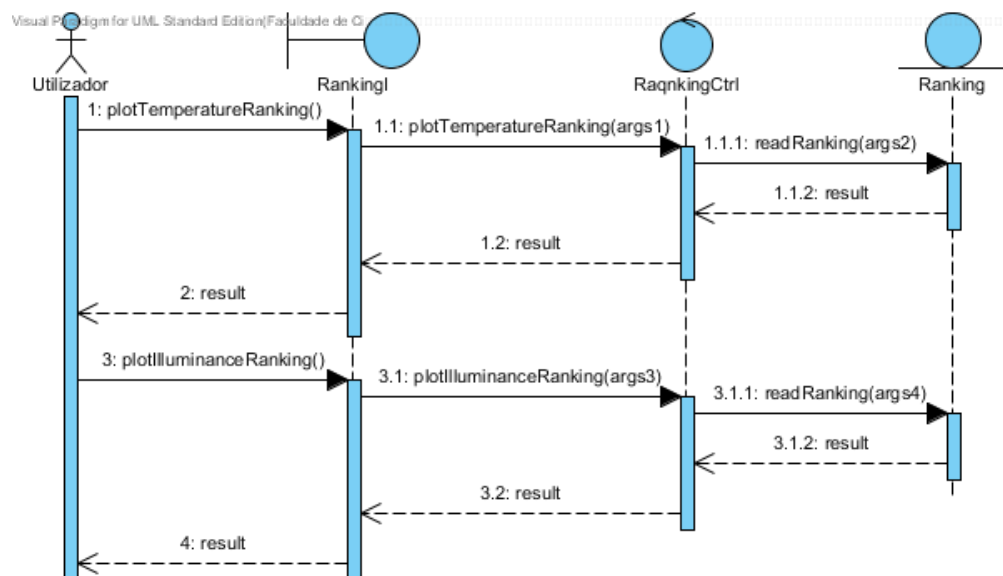 Visual Paradigm for UML Standard Edition(Faculdade de Ci
Utilizador
RankingI
RaqnkingCtrl
Ranking
1: plotTemperatureRanking()
1.1: plotTemperatureRanking(args1)
1.1.1: readRanking(args2)
1.1.2: result
1.2: result
2: result
3: plotIlluminanceRanking()
3.1: plotIlluminanceRanking(args3)
3.1.1: readRanking(args4)
3.1.2: result
3.2: result
4: result